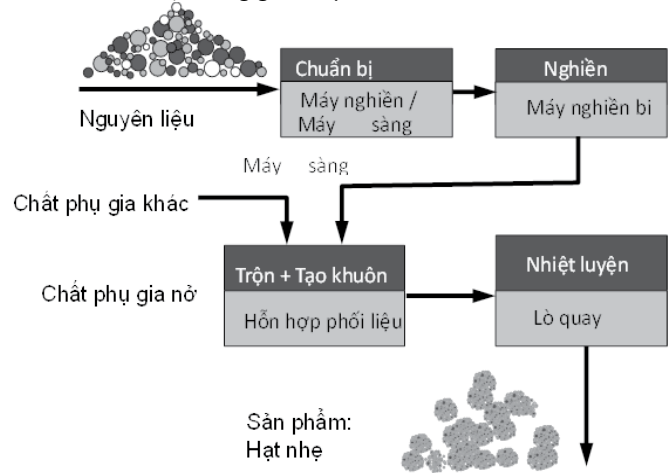 Chuẩn bị
Nghiền
Máy nghiền /
Máy sàng
Máy nghiền bi
Nguyên liệu
Máy sàng
Chất phụ gia khác
Trộn + Tạo khuôn
Nhiệt luyện
Chất phụ gia nở
Hỗn hợp phối liệu
Lò quay
Sản phẩm:
Hạt nhẹ